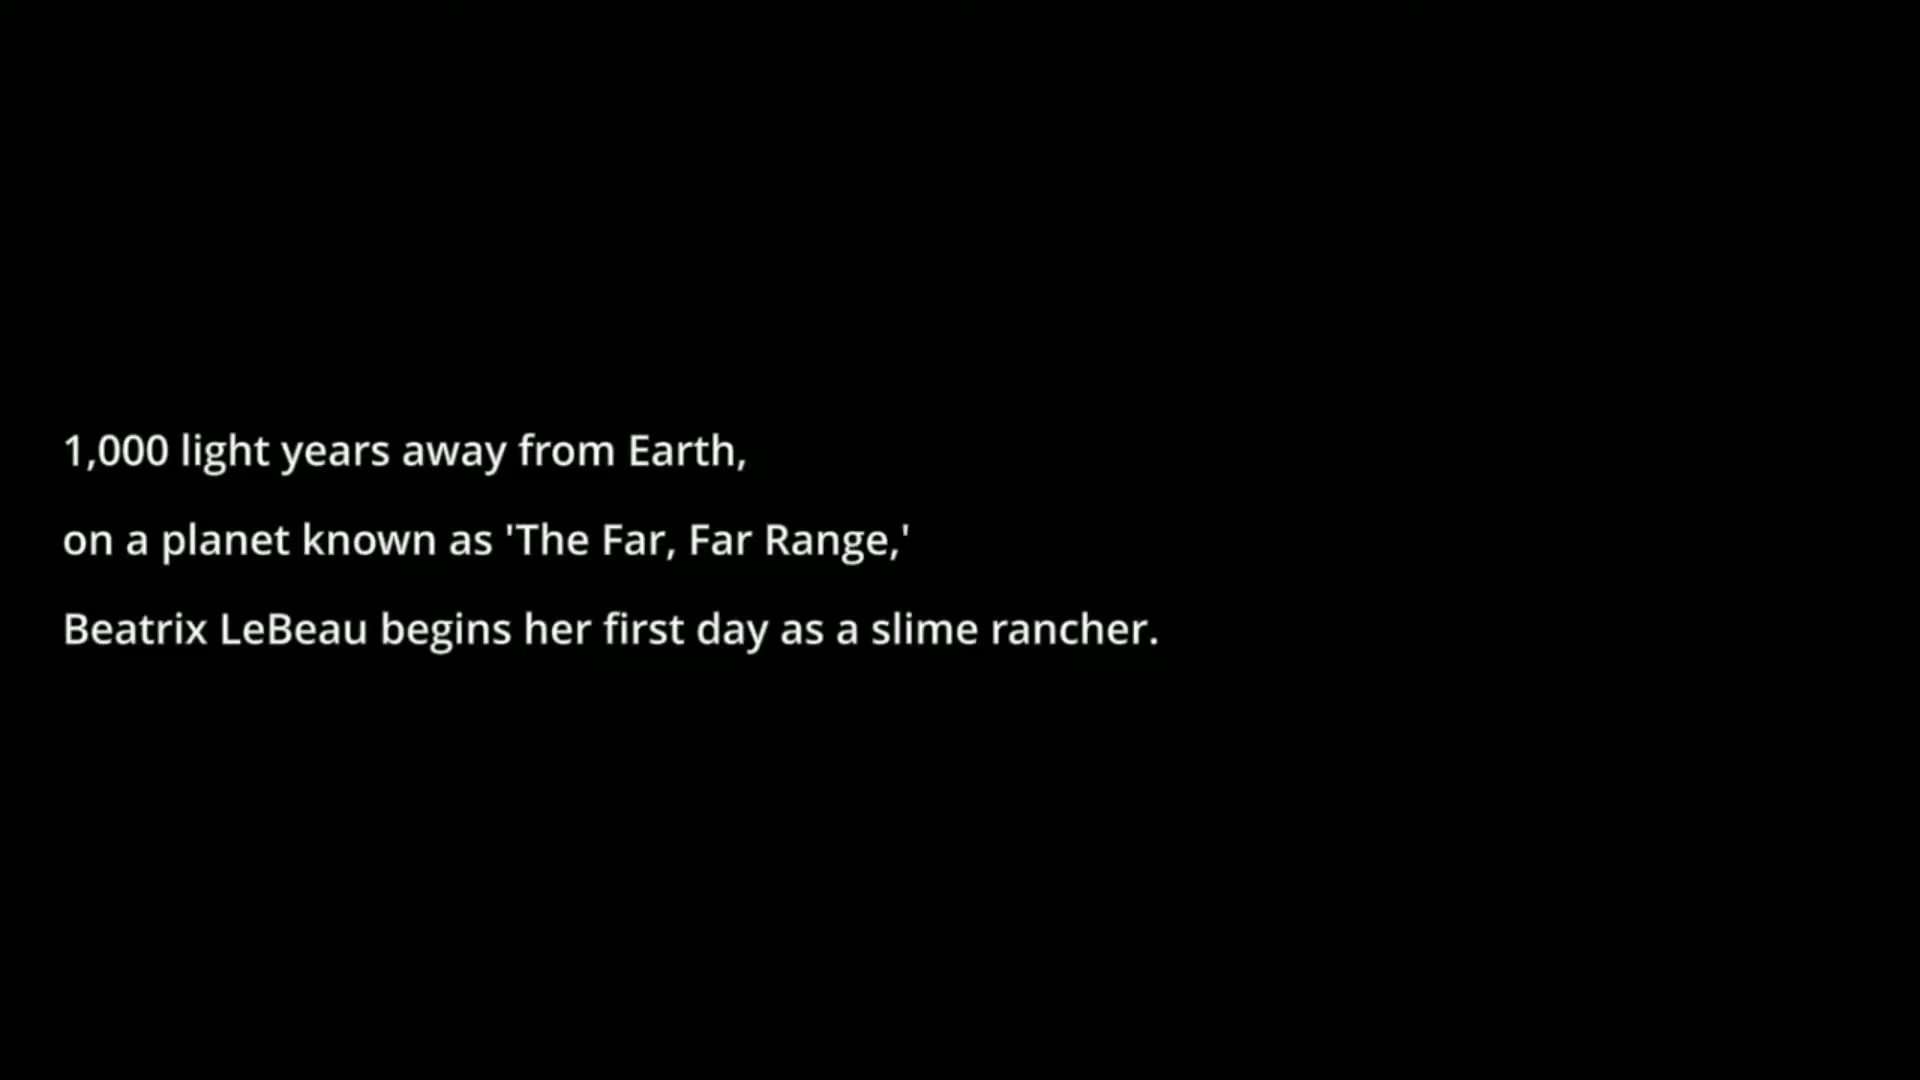 1,000 light years away from Earth,
on a planet known as 'The Far, Far Range,'
Beatrix LeBeau begins her first day as a slime rancher.